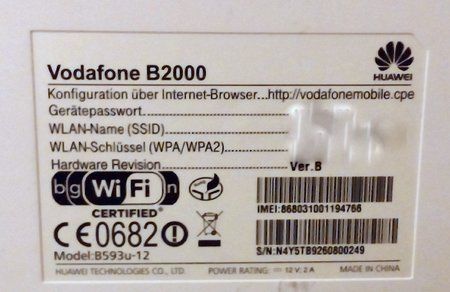 Vodafone B2000
HUAWEI
Konfiguration über Internet-Browser...http://vodafonemobile.cpe
Gerätepasswort
WLAN-Name (SSID)
WLAN-Schlüssel (WPA/WPA2)
Hardware Revision Ver.B
bg WiFi n
CERTIFIED®
IMEI:868031001194766
CE0682
S/N:N4Y5TB9260800249
Model:B593u-12
HUAWEI TECHNOLOGIES CO., LTD. POWER RATING: 12 V, 2 A MADE IN CHINA